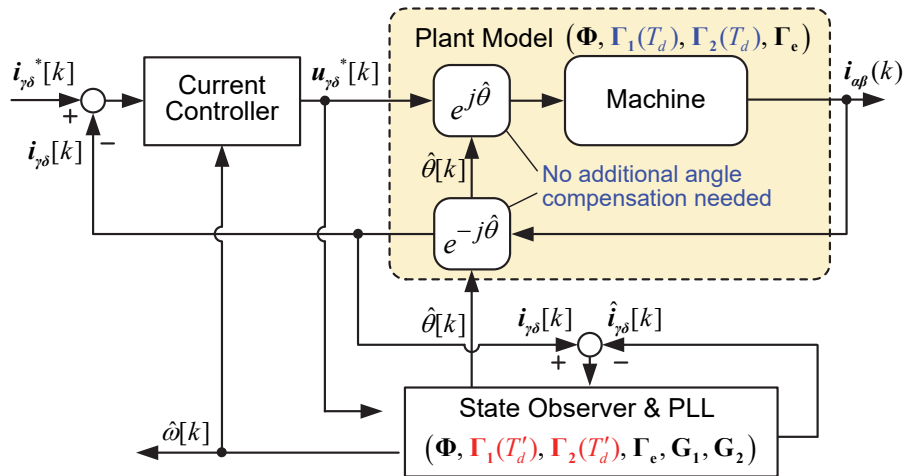 Plant Model (Φ, Γ₁(T_d), Γ₂(T_d), Γₑ)
i_γδ*[k]
Current
Controller
u_γδ*[k]
e^{jθ̂}
Machine
i_αβ(k)
+
−
i_γδ[k]
θ̂[k]
No additional angle
compensation needed
e^{−jθ̂}
θ̂[k]
i_γδ[k]
î_γδ[k]
+
−
State Observer & PLL
(Φ, Γ₁(T′_d), Γ₂(T′_d), Γₑ, G₁, G₂)
ω̂[k]